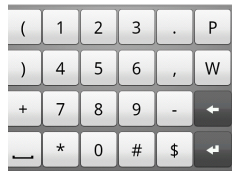 ( 1 2 3 . P
) 4 5 6 , W
+ 7 8 9 - ←
* 0 # $ ↵